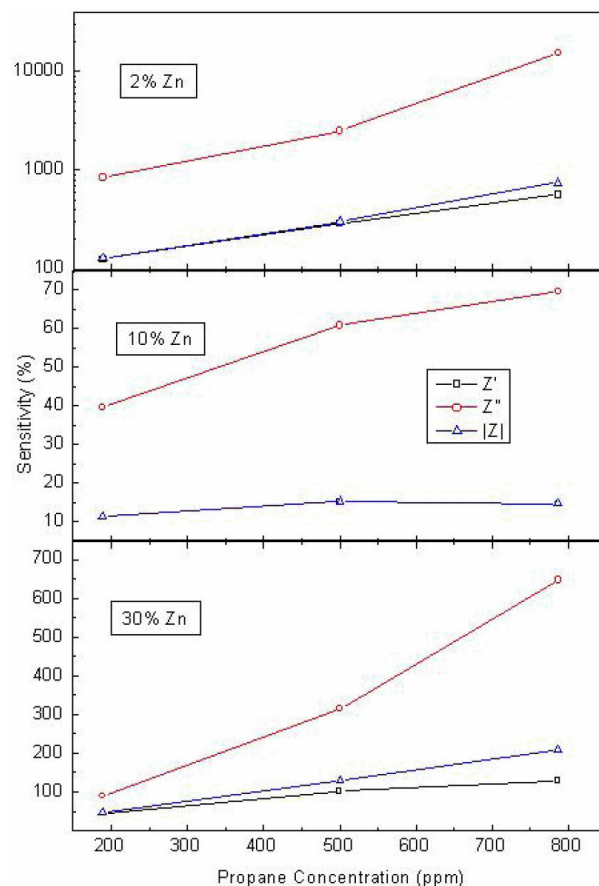 10000
1000
100
2% Zn
70
60
50
40
30
20
10
10% Zn
Sensitivity (%)
Z'
Z"
|Z|
700
600
500
400
300
200
100
30% Zn
200 300 400 500 600 700 800
Propane Concentration (ppm)